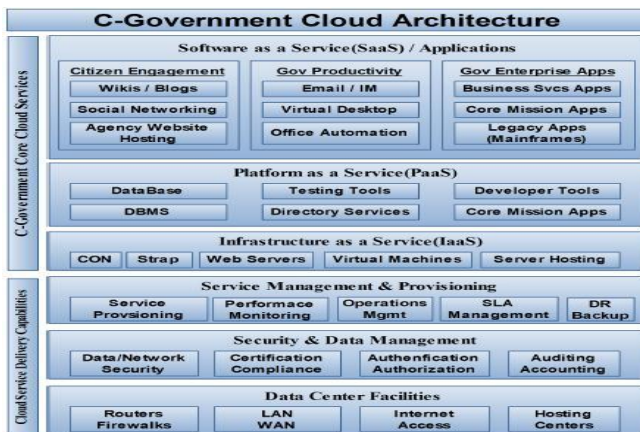 C-Government Cloud Architecture
C-Government Core Cloud Services
Software as a Service(SaaS) / Applications
Citizen Engagement
Wikis / Blogs
Social Networking
Agency Website
Hosting
Gov Productivity
Email / IM
Virtual Desktop
Office Automation
Gov Enterprise Apps
Business Svcs Apps
Core Mission Apps
Legacy Apps
(Mainframes)
Platform as a Service(PaaS)
DataBase
Testing Tools
Developer Tools
DBMS
Directory Services
Core Mission Apps
Infrastructure as a Service(IaaS)
CON
Strap
Web Servers
Virtual Machines
Server Hosting
Cloud Service Delivery Capabilities
Service Management & Provisioning
Service
Provsioning
Performace
Monitoring
Operations
Mgmt
SLA
Management
DR
Backup
Security & Data Management
Data/Network
Security
Certification
Compliance
Authenfication
Authorization
Auditing
Accounting
Data Center Facilities
Routers
Firewalks
LAN
WAN
Internet
Access
Hosting
Centers